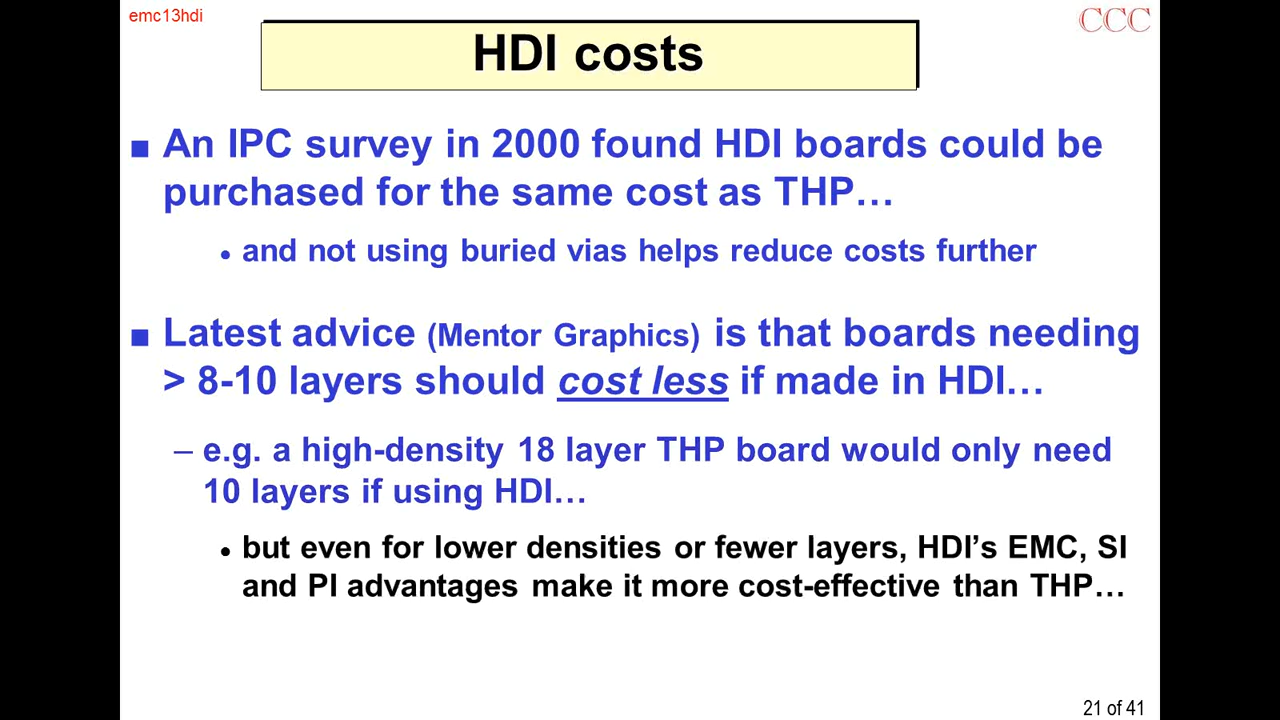 emc13hdi
CCC
HDI costs
■ An IPC survey in 2000 found HDI boards could be
purchased for the same cost as THP…
• and not using buried vias helps reduce costs further
■ Latest advice (Mentor Graphics) is that boards needing
> 8-10 layers should cost less if made in HDI…
– e.g. a high-density 18 layer THP board would only need
10 layers if using HDI…
• but even for lower densities or fewer layers, HDI’s EMC, SI
and PI advantages make it more cost-effective than THP…
21 of 41